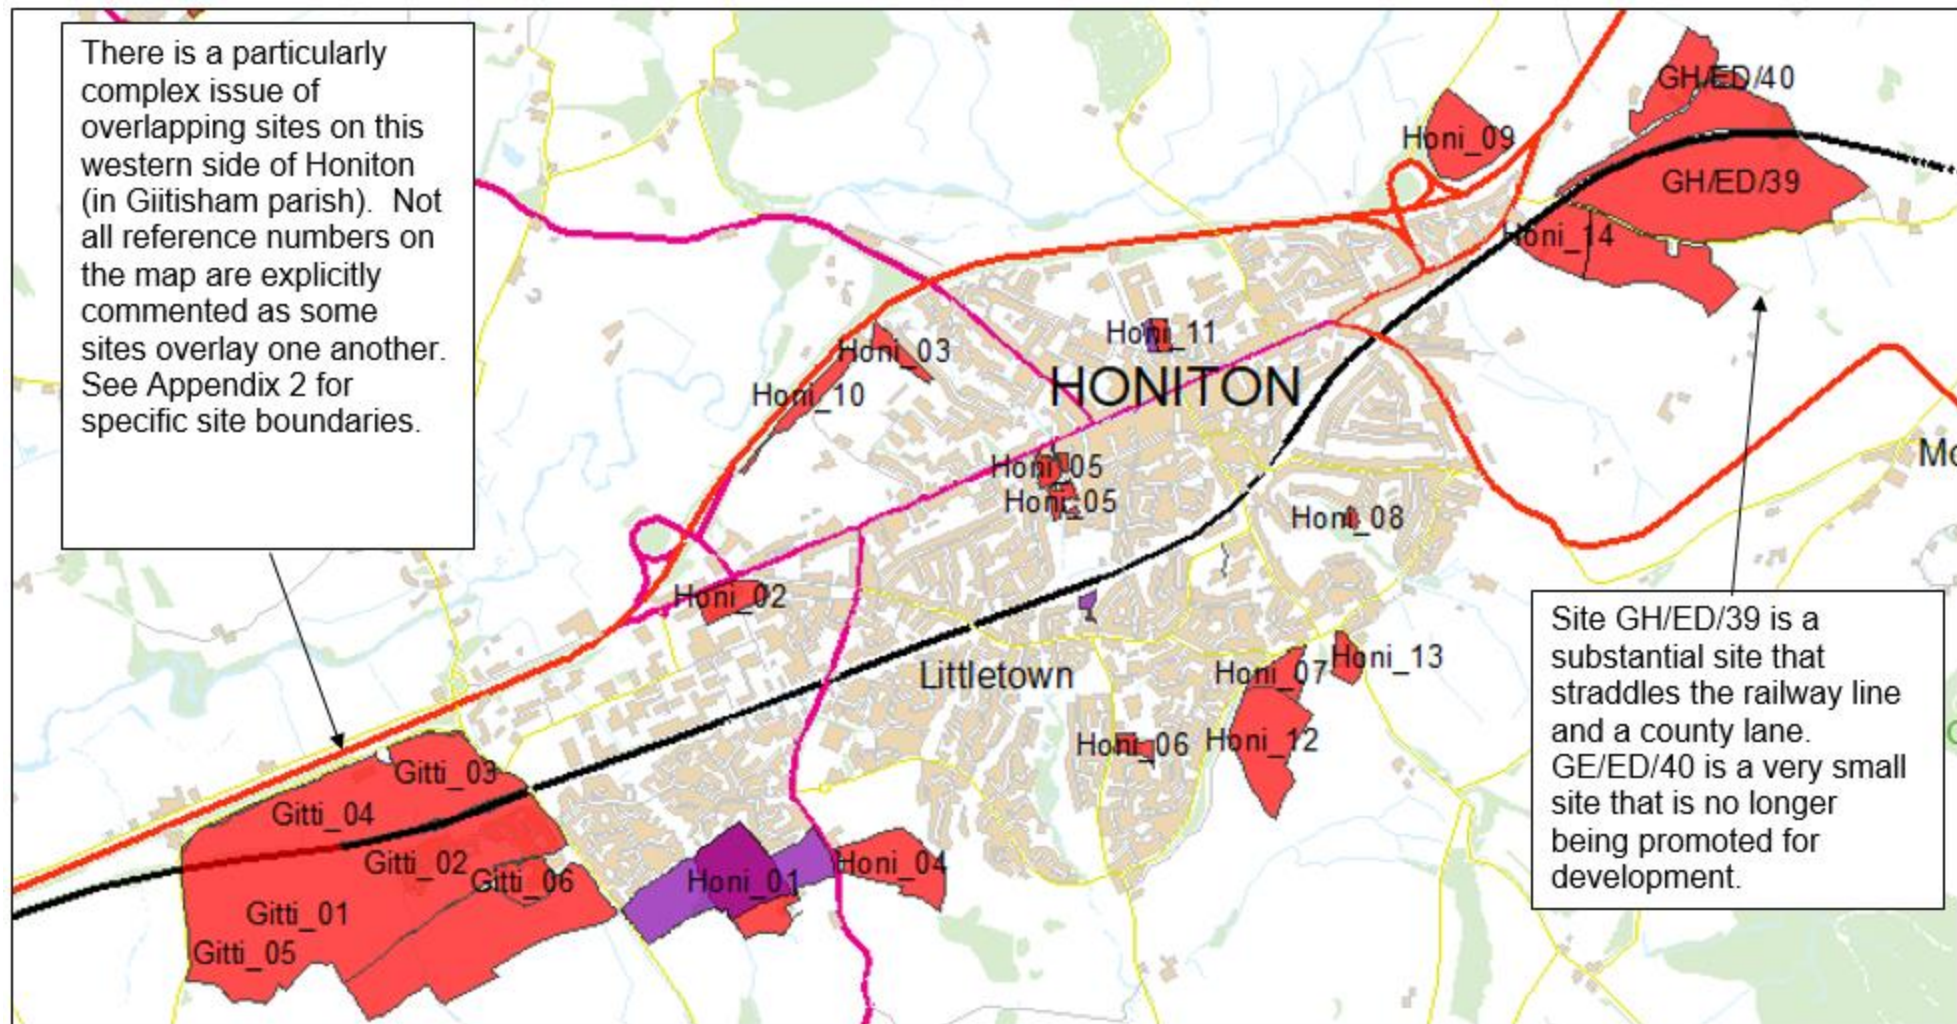 There is a particularly
complex issue of
overlapping sites on this
western side of Honiton
(in Giitisham parish).  Not
all reference numbers on
the map are explicitly
commented as some
sites overlay one another.
See Appendix 2 for
specific site boundaries.
GH/ED/40
Honi_09
GH/ED/39
Honi_14
Honi_11
Honi_03
HONITON
Honi_10
Mo
Honi_05
Honi_05
Honi_08
Honi_02
Site GH/ED/39 is a
substantial site that
straddles the railway line
and a county lane.
GE/ED/40 is a very small
site that is no longer
being promoted for
development.
Honi_13
Honi_07
Littletown
Honi_12
Honi_06
Gitti_03
Gitti_04
Gitti_02
Gitti_06
Honi_01
Honi_04
Gitti_01
Gitti_05